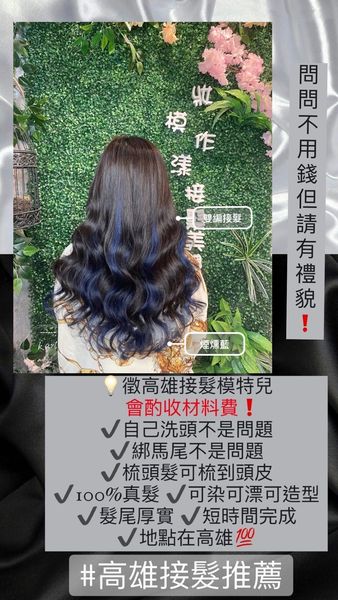 問問不用錢但請有禮貌❗
妝作
模漾接
雙編接髮
煙燻藍
💡徵高雄接髮模特兒
會酌收材料費❗
✔自己洗頭不是問題
✔綁馬尾不是問題
✔梳頭髮可梳到頭皮
✔100%真髮 ✔可染可漂可造型
✔髮尾厚實 ✔短時間完成
✔地點在高雄💯
#高雄接髮推薦